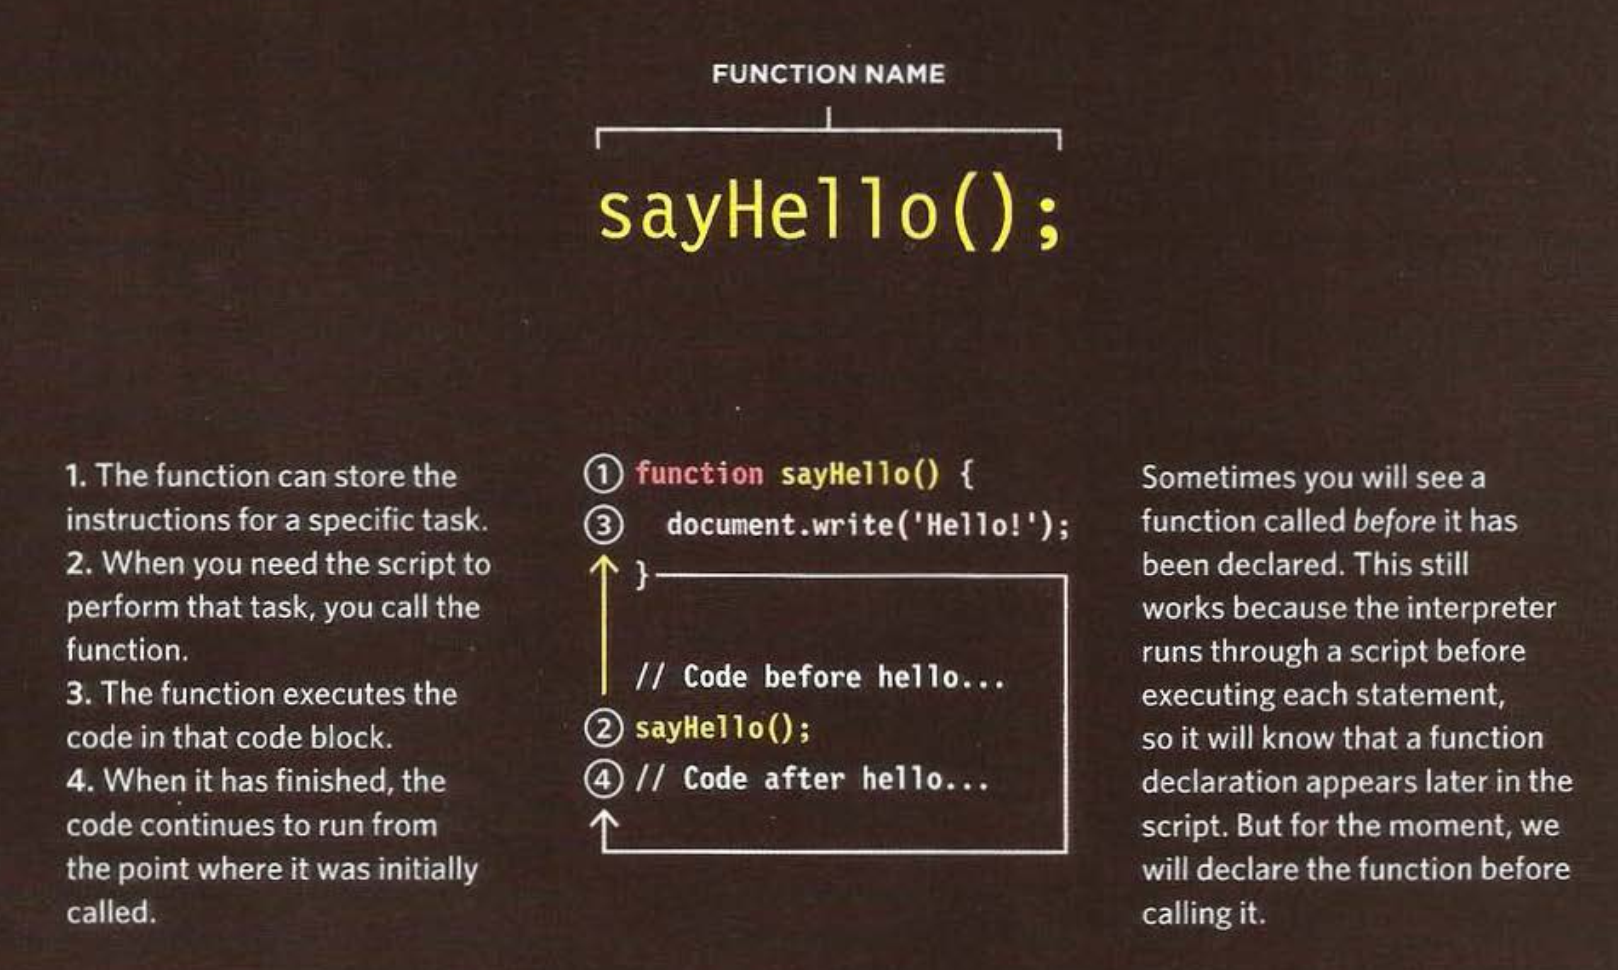 FUNCTION NAME
sayHello();
1. The function can store the
instructions for a specific task.
2. When you need the script to
perform that task, you call the
function.
3. The function executes the
code in that code block.
4. When it has finished, the
code continues to run from
the point where it was initially
called.
1 function sayHello() {
3 document.write('Hello!');
}
// Code before hello...
2 sayHello();
4 // Code after hello...
Sometimes you will see a
function called before it has
been declared. This still
works because the interpreter
runs through a script before
executing each statement,
so it will know that a function
declaration appears later in the
script. But for the moment, we
will declare the function before
calling it.